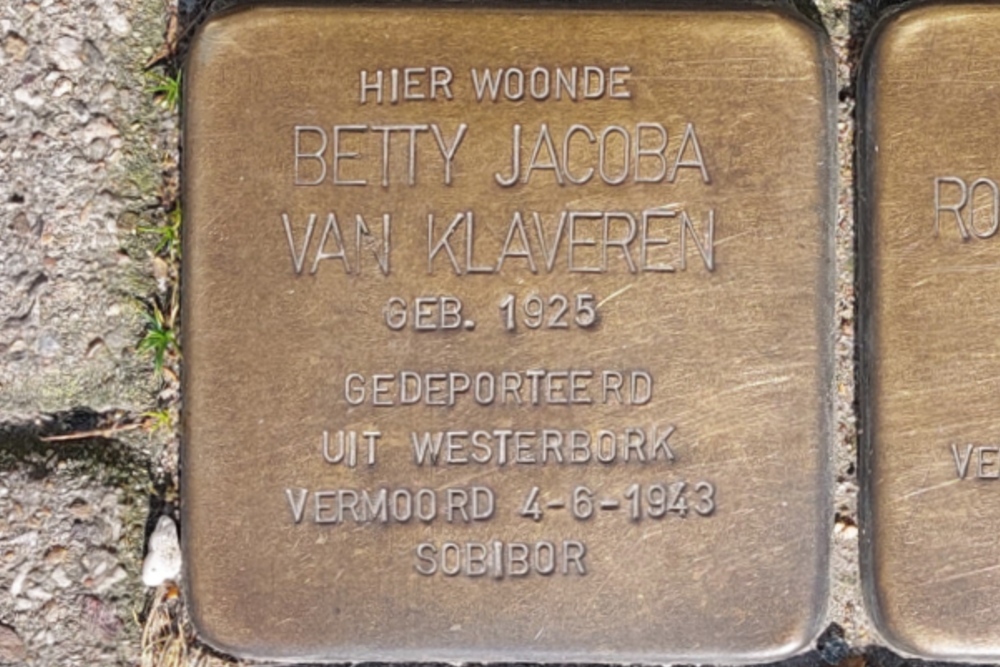 HIER WOONDE
BETTY JACOBA
VAN KLAVEREN
GEB. 1925
GEDEPORTEERD
UIT WESTERBORK
VERMOORD 4-6-1943
SOBIBOR